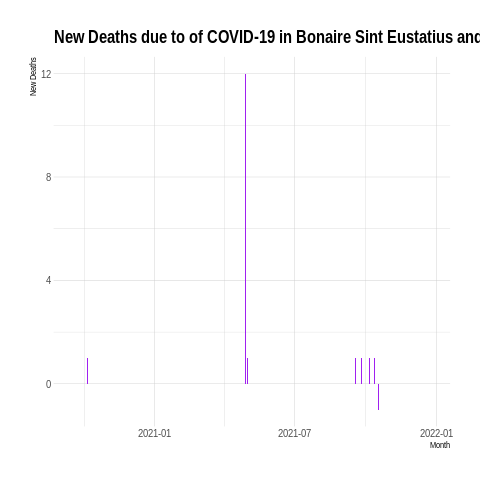 New Deaths due to of COVID-19 in Bonaire Sint Eustatius and
New Deaths
12
8
4
0
2021-01 2021-07 2022-01
Month